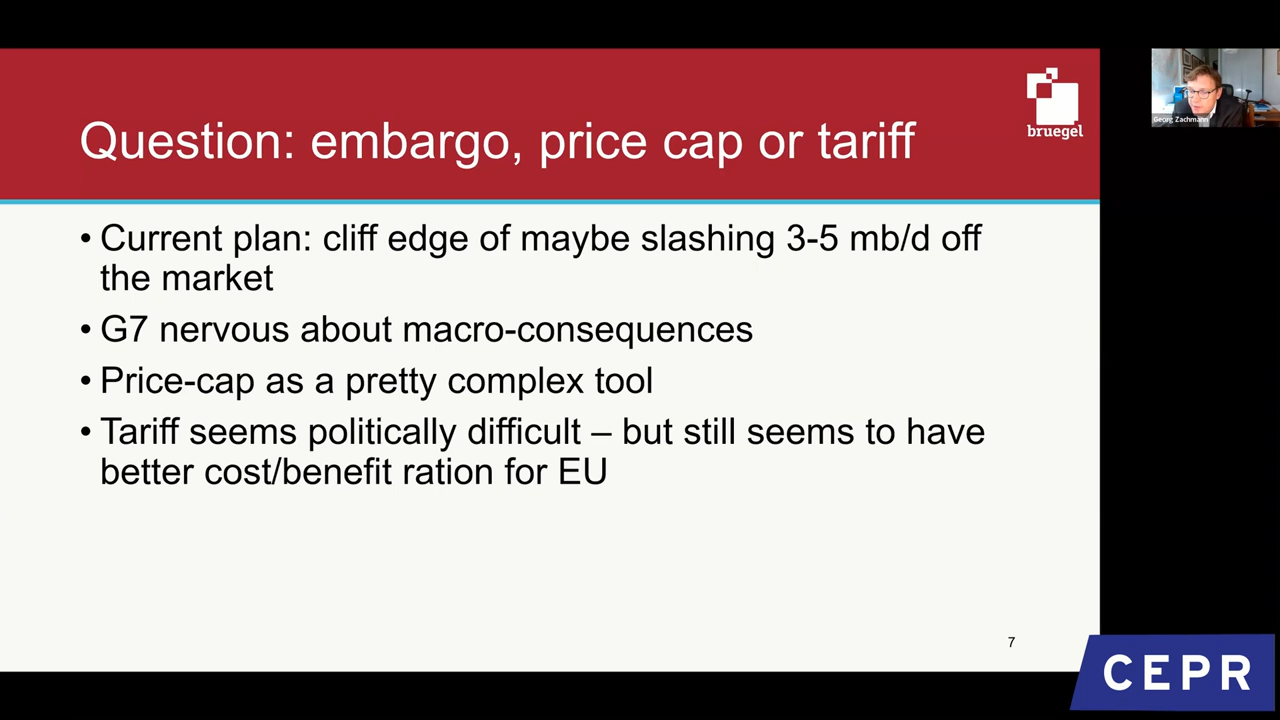 Question: embargo, price cap or tariff
bruegel
Georg Zachmann
• Current plan: cliff edge of maybe slashing 3-5 mb/d off
the market
• G7 nervous about macro-consequences
• Price-cap as a pretty complex tool
• Tariff seems politically difficult – but still seems to have
better cost/benefit ration for EU
7
CEPR